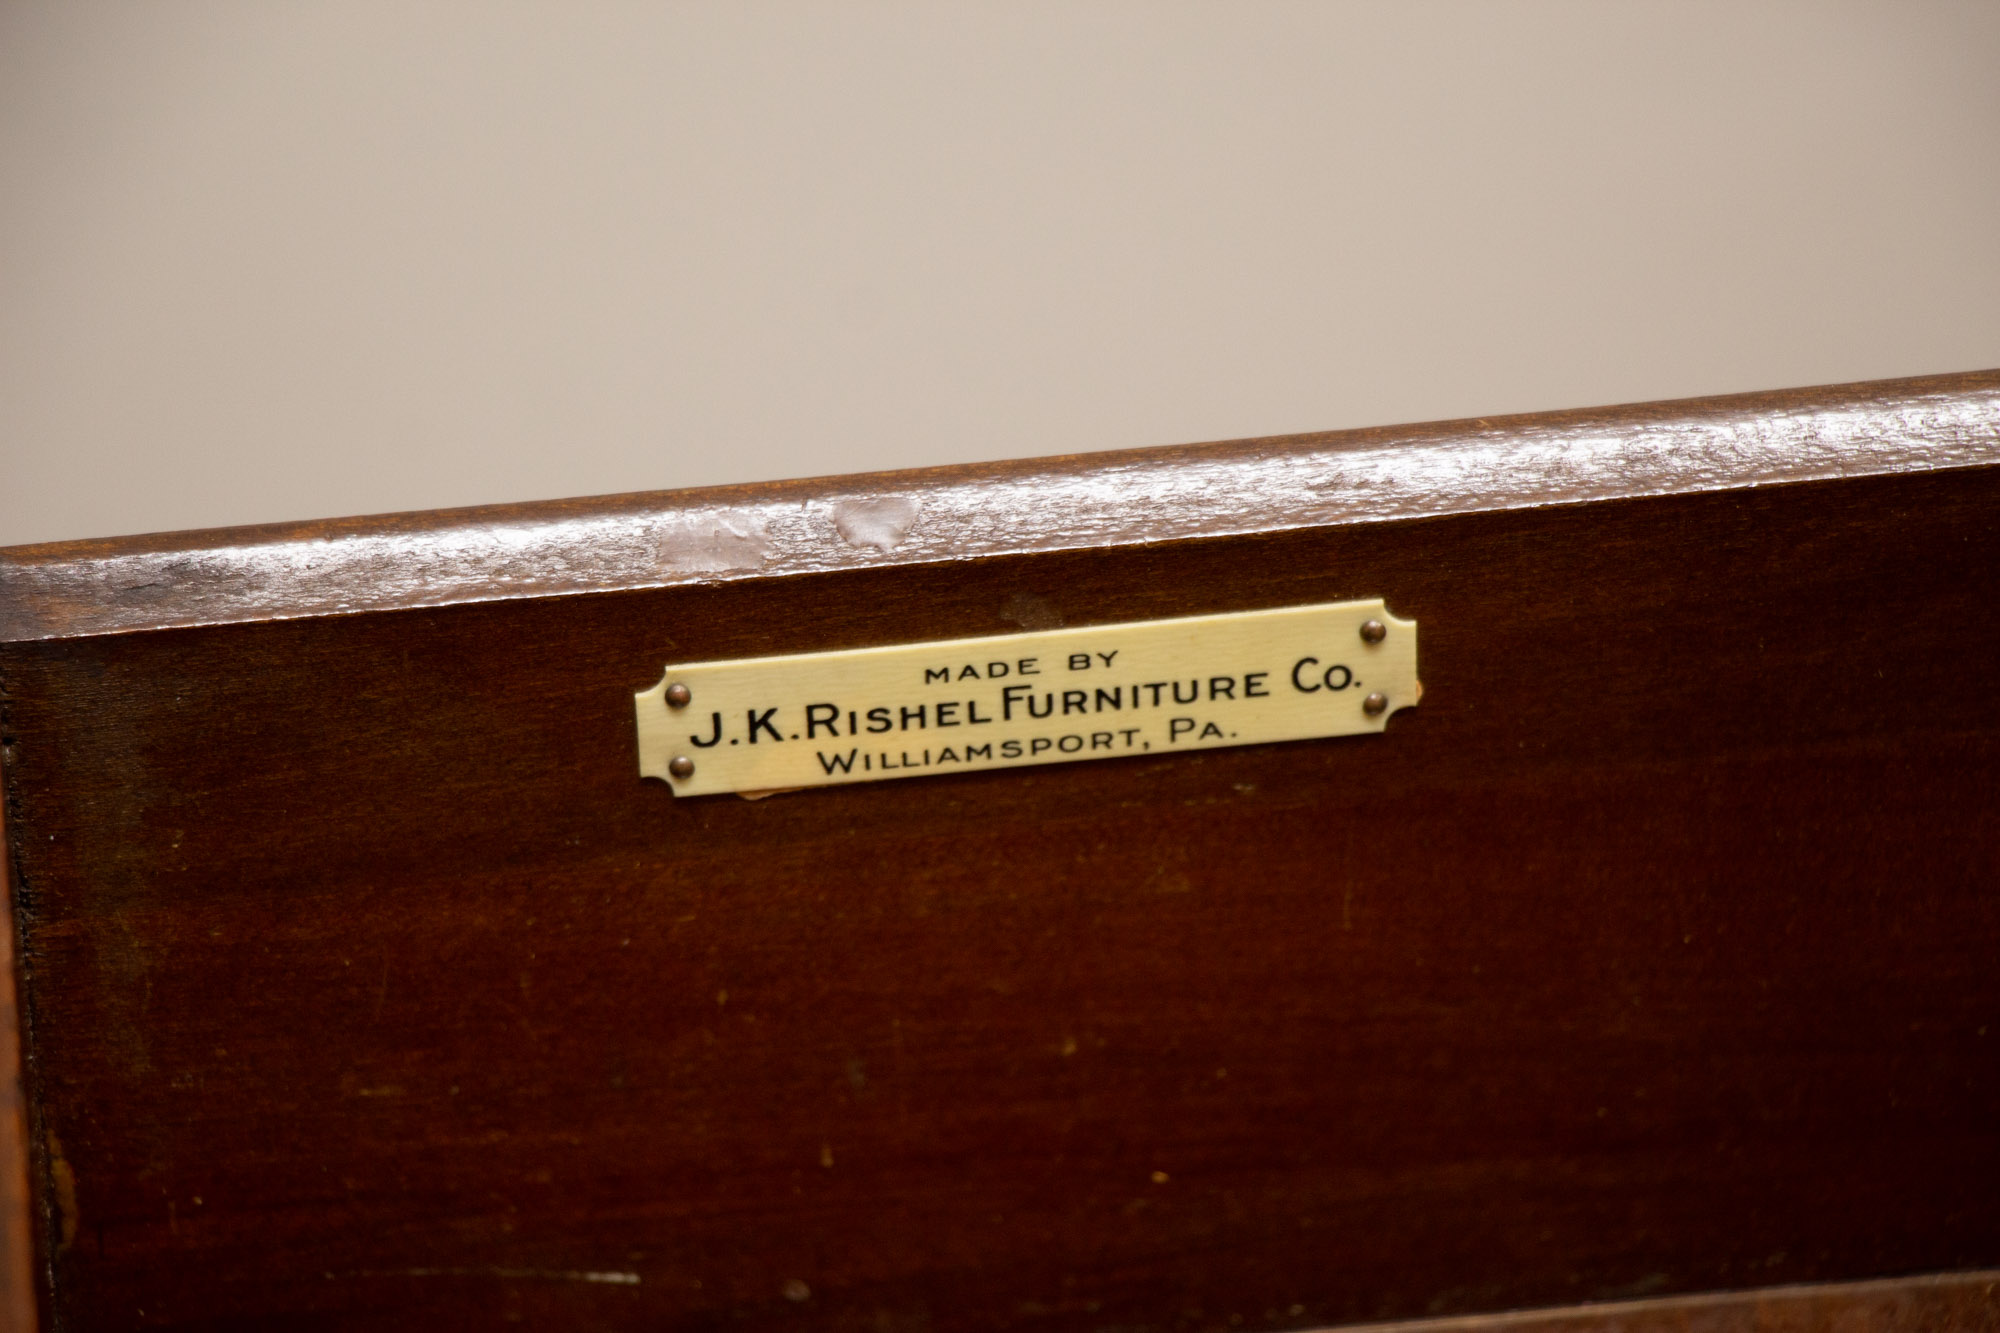 MADE BY
J.K. RISHEL FURNITURE CO.
WILLIAMSPORT, PA.